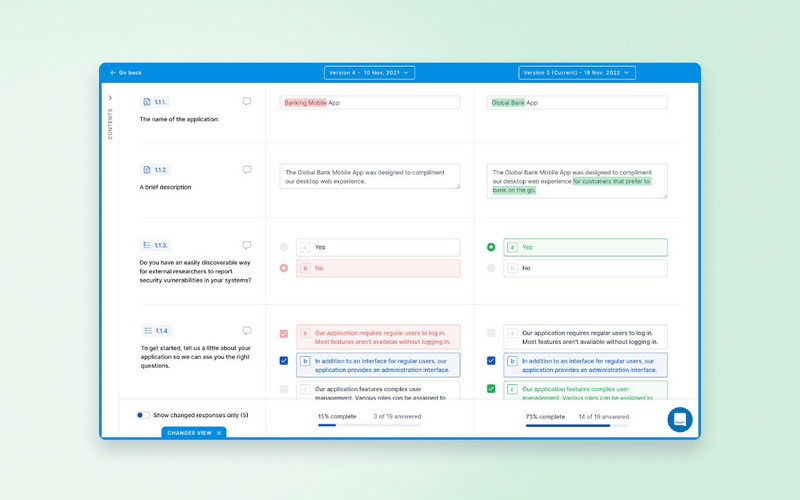 ← Go back
Version 4 - 10 Nov, 2021
Version 5 (Current) - 18 Nov, 2022
CONTENTS
1.1.1.
The name of the application:
Banking Mobile App
Global Bank App
1.1.2.
A brief description
The Global Bank Mobile App was designed to compliment
our desktop web experience.
The Global Bank Mobile App was designed to compliment
our desktop web experience for customers that prefer to
bank on the go.
1.1.3.
Do you have an easily discoverable way
for external researchers to report
security vulnerabilities in your systems?
a Yes
b No
a Yes
b No
1.1.4.
To get started, tell us a little about your
application so we can ask you the right
questions.
a Our application requires regular users to log in.
Most features aren't available without logging in.
b In addition to an interface for regular users, our
application provides an administration interface.
c Our application features complex user
management. Various roles can be assigned to
a Our application requires regular users to log in.
Most features aren't available without logging in.
b In addition to an interface for regular users, our
application provides an administration interface.
c Our application features complex user
management. Various roles can be assigned to
Show changed responses only (5)
15% complete
3 of 19 answered
73% complete
14 of 19 answered
CHANGES VIEW ×